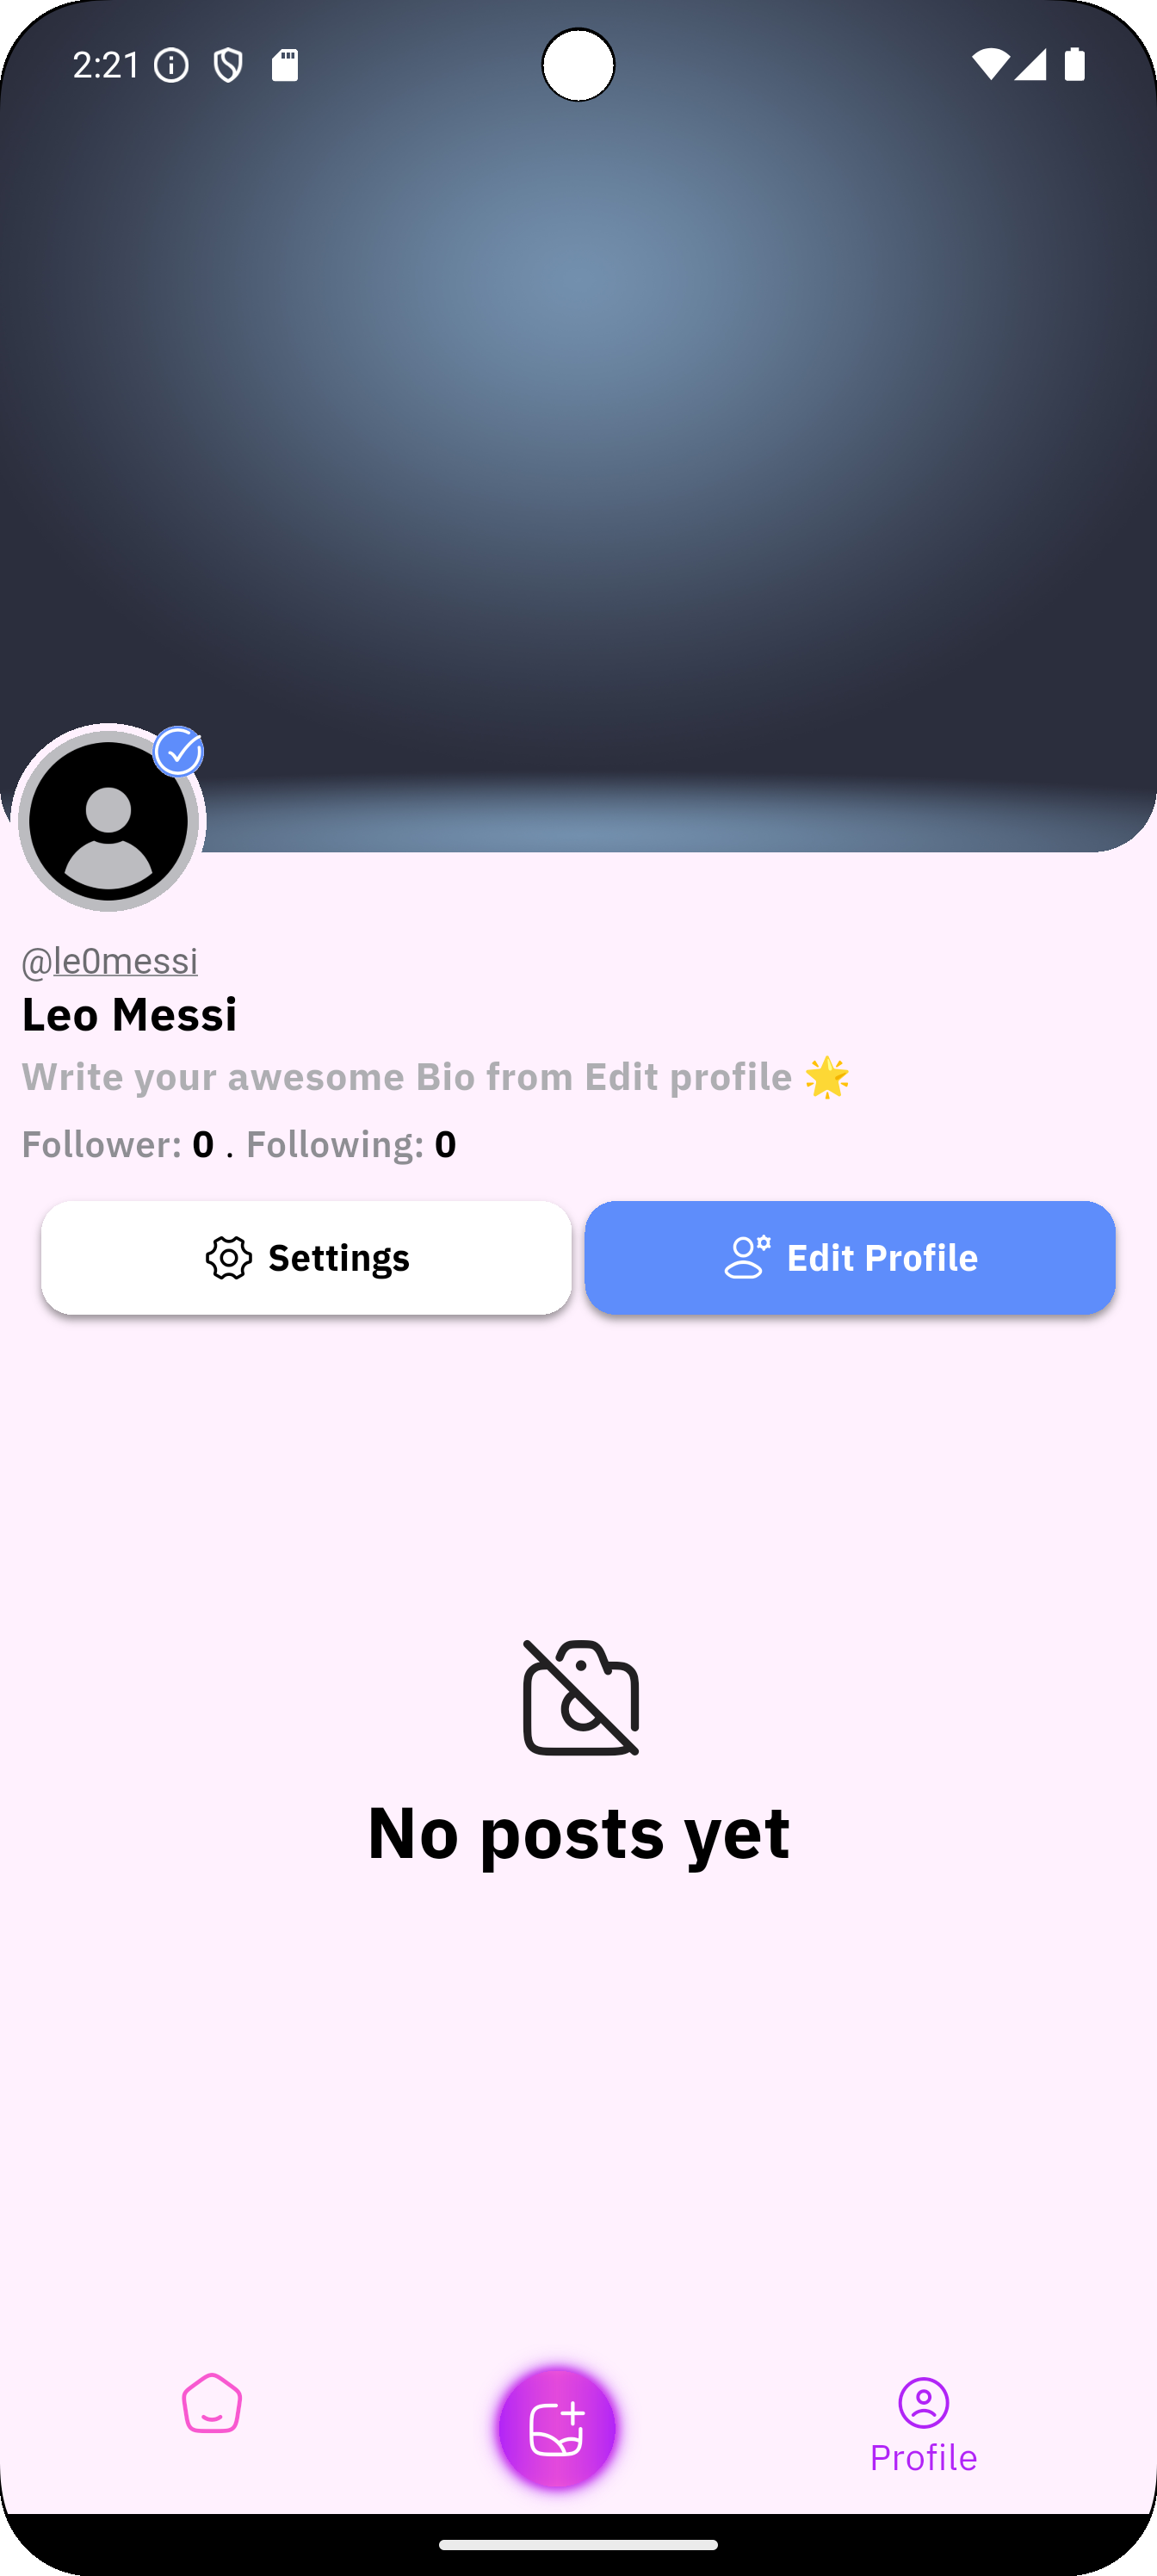 2:21
@le0messi
Leo Messi
Write your awesome Bio from Edit profile 🌟
Follower: 0 . Following: 0
Settings
Edit Profile
No posts yet
Profile